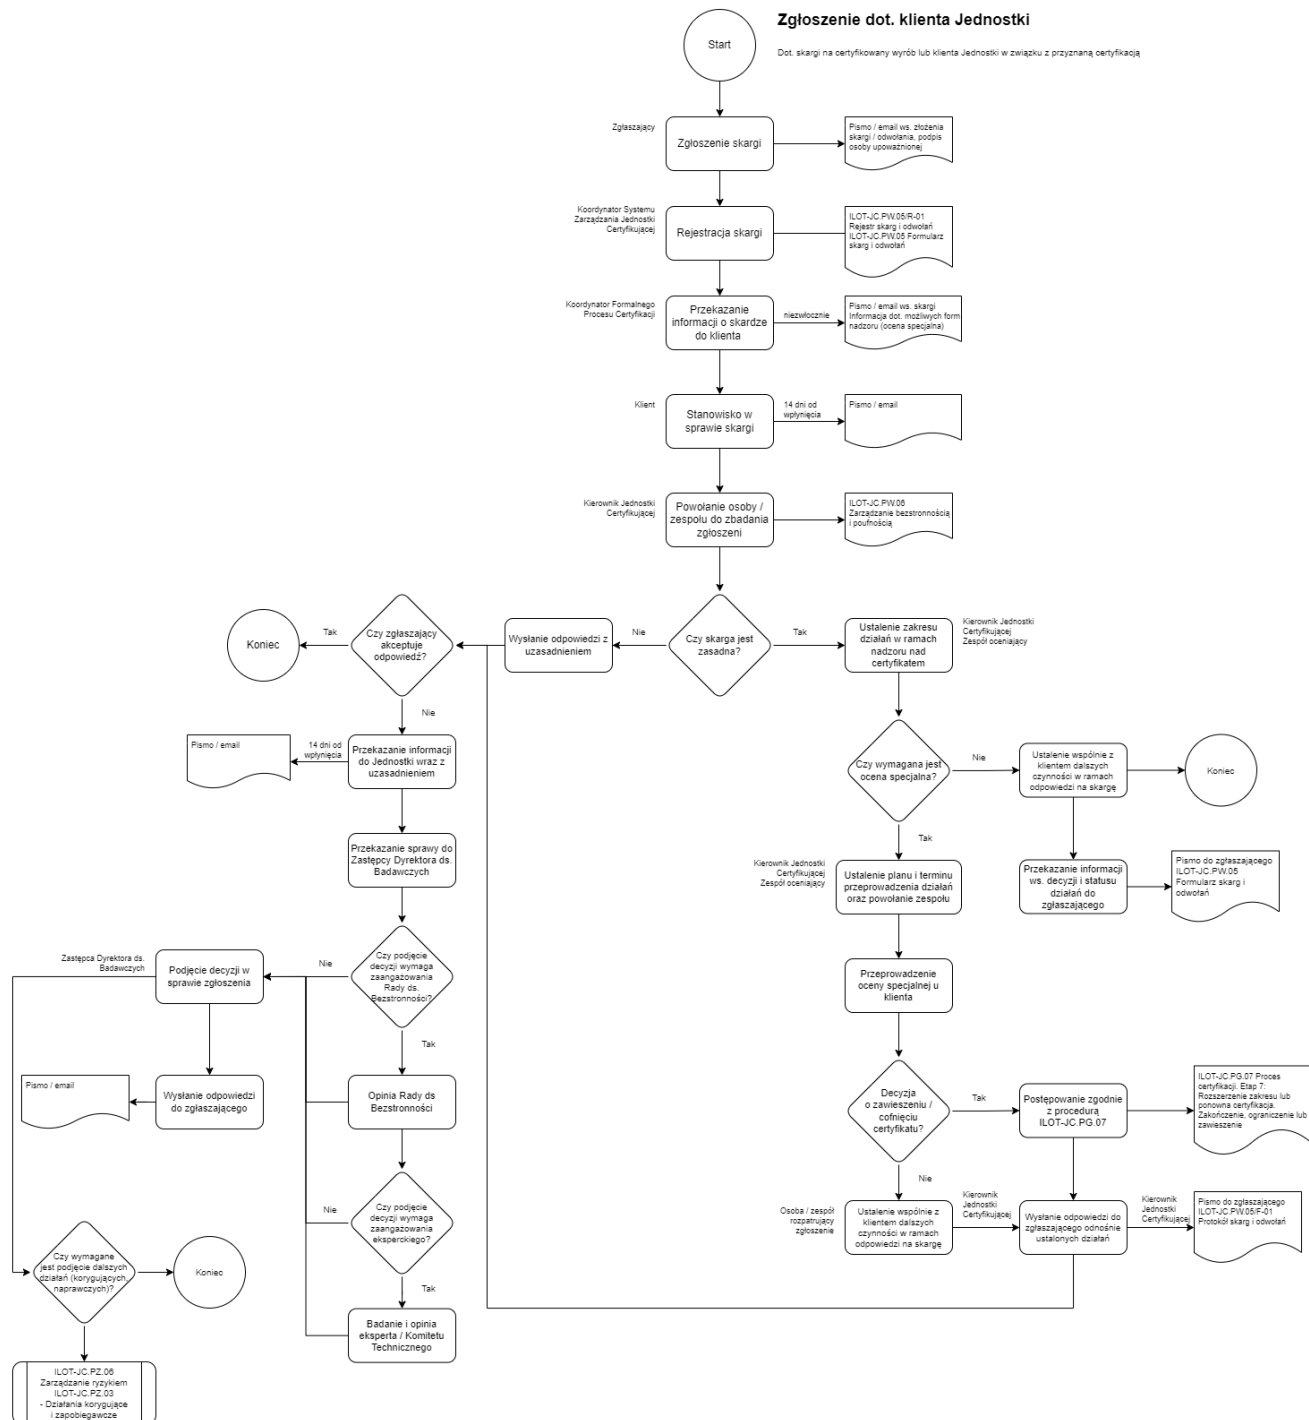 Zgłoszenie dot. klienta Jednostki
Start
Dot. skargi na certyfikowany wyrób lub klienta Jednostki w związku z przyznaną certyfikacją
Zgłaszający
Zgłoszenie skargi
Pismo / email ws. złożenia
skargi / odwołania, podpis
osoby upoważnionej
Koordynator Systemu
Zarządzania Jednostki
Certyfikującej
Rejestracja skargi
ILOT-JC.PW.05/R-01
Rejestr skarg i odwołań
ILOT-JC.PW.05 Formularz
skarg i odwołań
Koordynator Formalnego
Procesu Certyfikacji
Przekazanie
informacji o skardze
do klienta
niezwłocznie
Pismo / email ws. skargi
Informacja dot. możliwych form
nadzoru (ocena specjalna)
Klient
Stanowisko w
sprawie skargi
14 dni od
wpłynięcia
Pismo / email
Kierownik Jednostki
Certyfikującej
Powołanie osoby /
zespołu do zbadania
zgłoszeni
ILOT-JC.PW.06
Zarządzanie bezstronnością
i poufnością
Koniec
Tak
Czy zgłaszający
akceptuje
odpowiedź?
Wysłanie odpowiedzi z
uzasadnieniem
Nie
Czy skarga jest
zasadna?
Tak
Ustalenie zakresu
działań w ramach
nadzoru nad
certyfikatem
Kierownik Jednostki
Certyfikującej
Zespół oceniający
Nie
Pismo / email
14 dni od
wpłynięcia
Przekazanie informacji
do Jednostki wraz z
uzasadnieniem
Czy wymagana jest
ocena specjalna?
Nie
Ustalenie wspólnie z
klientem dalszych
czynności w ramach
odpowiedzi na skargę
Koniec
Tak
Przekazanie sprawy do
Zastępcy Dyrektora ds.
Badawczych
Kierownik Jednostki
Certyfikującej
Zespół oceniający
Ustalenie planu i terminu
przeprowadzenia działań
oraz powołanie zespołu
Przekazanie informacji
ws. decyzji i statusu
działań do
zgłaszającego
Pismo do zgłaszającego
ILOT-JC.PW.05
Formularz skarg i
odwołań
Zastępca Dyrektora ds.
Badawczych
Podjęcie decyzji w
sprawie zgłoszenia
Nie
Czy podjęcie
decyzji wymaga
zaangażowania
Rady ds.
Bezstronności?
Przeprowadzenie
oceny specjalnej u
klienta
Tak
Pismo / email
Wysłanie odpowiedzi
do zgłaszającego
Opinia Rady ds
Bezstronności
Decyzja
o zawieszeniu /
cofnięciu
certyfikatu?
Tak
Postępowanie zgodnie
z procedurą
ILOT-JC.PG.07
ILOT-JC.PG.07 Proces
certyfikacji. Etap 7:
Rozszerzenie zakresu lub
ponowna certyfikacja.
Zakończenie, ograniczenie lub
zawieszenie
Nie
Nie
Czy podjęcie
decyzji wymaga
zaangażowania
eksperckiego?
Osoba / zespół
rozpatrujący
zgłoszenie
Ustalenie wspólnie z
klientem dalszych
czynności w ramach
odpowiedzi na skargę
Kierownik
Jednostki
Certyfikującej
Wysłanie odpowiedzi do
zgłaszającego odnośnie
ustalonych działań
Kierownik
Jednostki
Certyfikującej
Pismo do zgłaszającego
ILOT-JC.PW.05/F-01
Protokół skarg i odwołań
Czy wymagane
jest podjęcie dalszych
działań (korygujących,
naprawczych)?
Koniec
Tak
Badanie i opinia
eksperta / Komitetu
Technicznego
ILOT-JC.PZ.06
Zarządzanie ryzykiem
ILOT-JC.PZ.03
- Działania korygujące
i zapobiegawcze